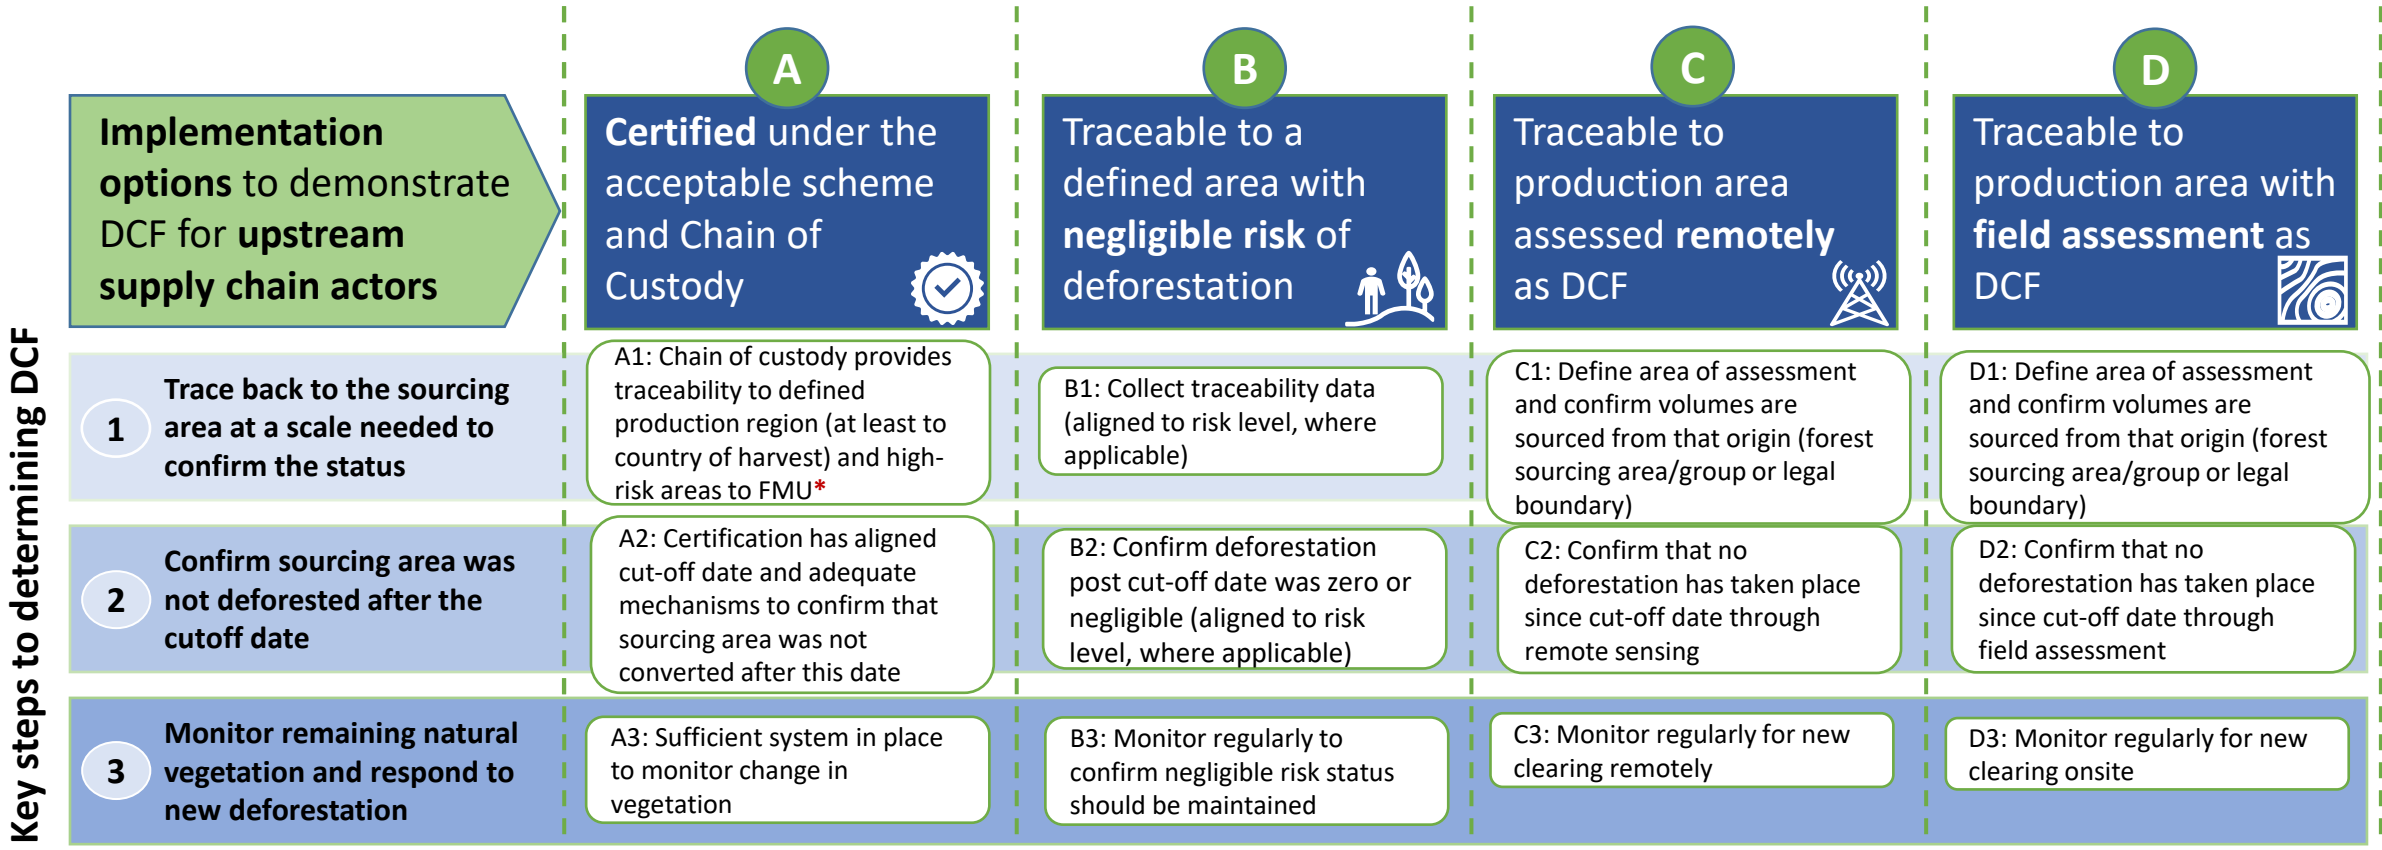 A
B
C
D
Implementation
options to demonstrate
DCF for upstream
supply chain actors
Certified under the
acceptable scheme
and Chain of
Custody
Traceable to a
defined area with
negligible risk of
deforestation
Traceable to
production area
assessed remotely
as DCF
Traceable to
production area with
field assessment as
DCF
Key steps to determining DCF
1
Trace back to the sourcing
area at a scale needed to
confirm the status
A1: Chain of custody provides
traceability to defined
production region (at least to
country of harvest) and high-
risk areas to FMU*
B1: Collect traceability data
(aligned to risk level, where
applicable)
C1: Define area of assessment
and confirm volumes are
sourced from that origin (forest
sourcing area/group or legal
boundary)
D1: Define area of assessment
and confirm volumes are
sourced from that origin (forest
sourcing area/group or legal
boundary)
2
Confirm sourcing area was
not deforested after the
cutoff date
A2: Certification has aligned
cut-off date and adequate
mechanisms to confirm that
sourcing area was not
converted after this date
B2: Confirm deforestation
post cut-off date was zero or
negligible (aligned to risk
level, where applicable)
C2: Confirm that no
deforestation has taken place
since cut-off date through
remote sensing
D2: Confirm that no
deforestation has taken place
since cut-off date through
field assessment
3
Monitor remaining natural
vegetation and respond to
new deforestation
A3: Sufficient system in place
to monitor change in
vegetation
B3: Monitor regularly to
confirm negligible risk status
should be maintained
C3: Monitor regularly for new
clearing remotely
D3: Monitor regularly for new
clearing onsite